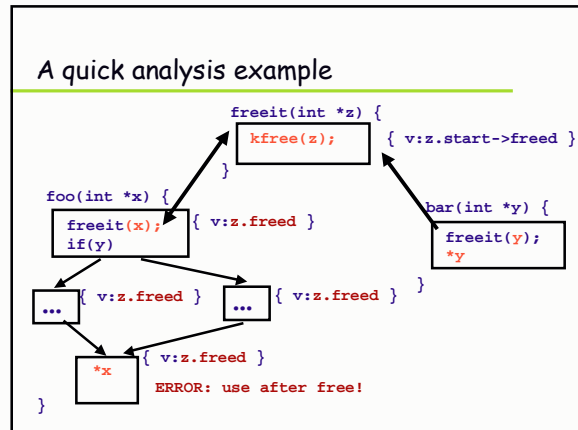 A quick analysis example
freeit(int *z) {
kfree(z);
{ v:z.start->freed }
}
foo(int *x) {
freeit(x);
if(y)
{ v:z.freed }
bar(int *y) {
freeit(y);
*y
}
...
{ v:z.freed }
...
{ v:z.freed }
*x
{ v:z.freed }
ERROR: use after free!
}